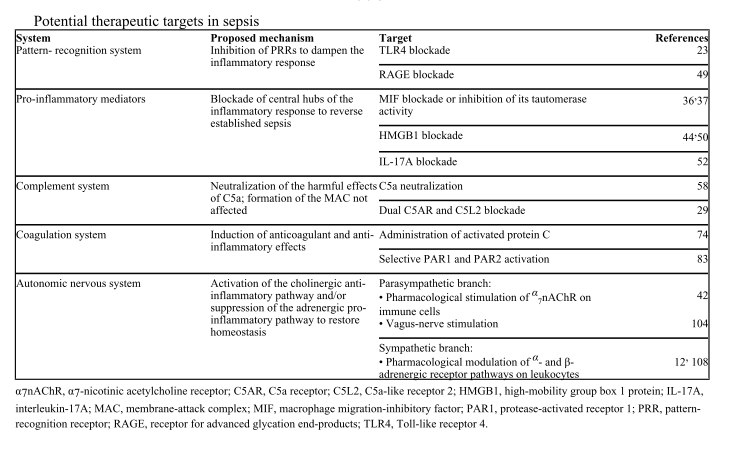 Potential therapeutic targets in sepsis
System Proposed mechanism Target References
Pattern- recognition system Inhibition of PRRs to dampen the inflammatory response TLR4 blockade 23
RAGE blockade 49
Pro-inflammatory mediators Blockade of central hubs of the inflammatory response to reverse established sepsis MIF blockade or inhibition of its tautomerase activity 36,37
HMGB1 blockade 44,50
IL-17A blockade 52
Complement system Neutralization of the harmful effects of C5a; formation of the MAC not affected C5a neutralization 58
Dual C5AR and C5L2 blockade 29
Coagulation system Induction of anticoagulant and anti-inflammatory effects Administration of activated protein C 74
Selective PAR1 and PAR2 activation 83
Autonomic nervous system Activation of the cholinergic anti-inflammatory pathway and/or suppression of the adrenergic pro-inflammatory pathway to restore homeostasis Parasympathetic branch:
• Pharmacological stimulation of α7nAChR on immune cells 42
• Vagus-nerve stimulation 104
Sympathetic branch:
• Pharmacological modulation of α- and β-adrenergic receptor pathways on leukocytes 12, 108
α7nAChR, α7-nicotinic acetylcholine receptor; C5AR, C5a receptor; C5L2, C5a-like receptor 2; HMGB1, high-mobility group box 1 protein; IL-17A,
interleukin-17A; MAC, membrane-attack complex; MIF, macrophage migration-inhibitory factor; PAR1, protease-activated receptor 1; PRR, pattern-
recognition receptor; RAGE, receptor for advanced glycation end-products; TLR4, Toll-like receptor 4.